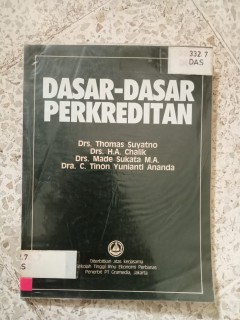 332 7
DAS
DASAR-DASAR
PERKREDITAN
Drs. Thomas Suyatno
Drs. H.A. Chalik
Drs. Made Sukata M.A.
Dra. C. Tinon Yunianti Ananda
7
S
Diterbitkan atas kerjasama
Sekolah Tinggi Ilmu Ekonomi Perbanas
Penerbit PT Gramedia, Jakarta